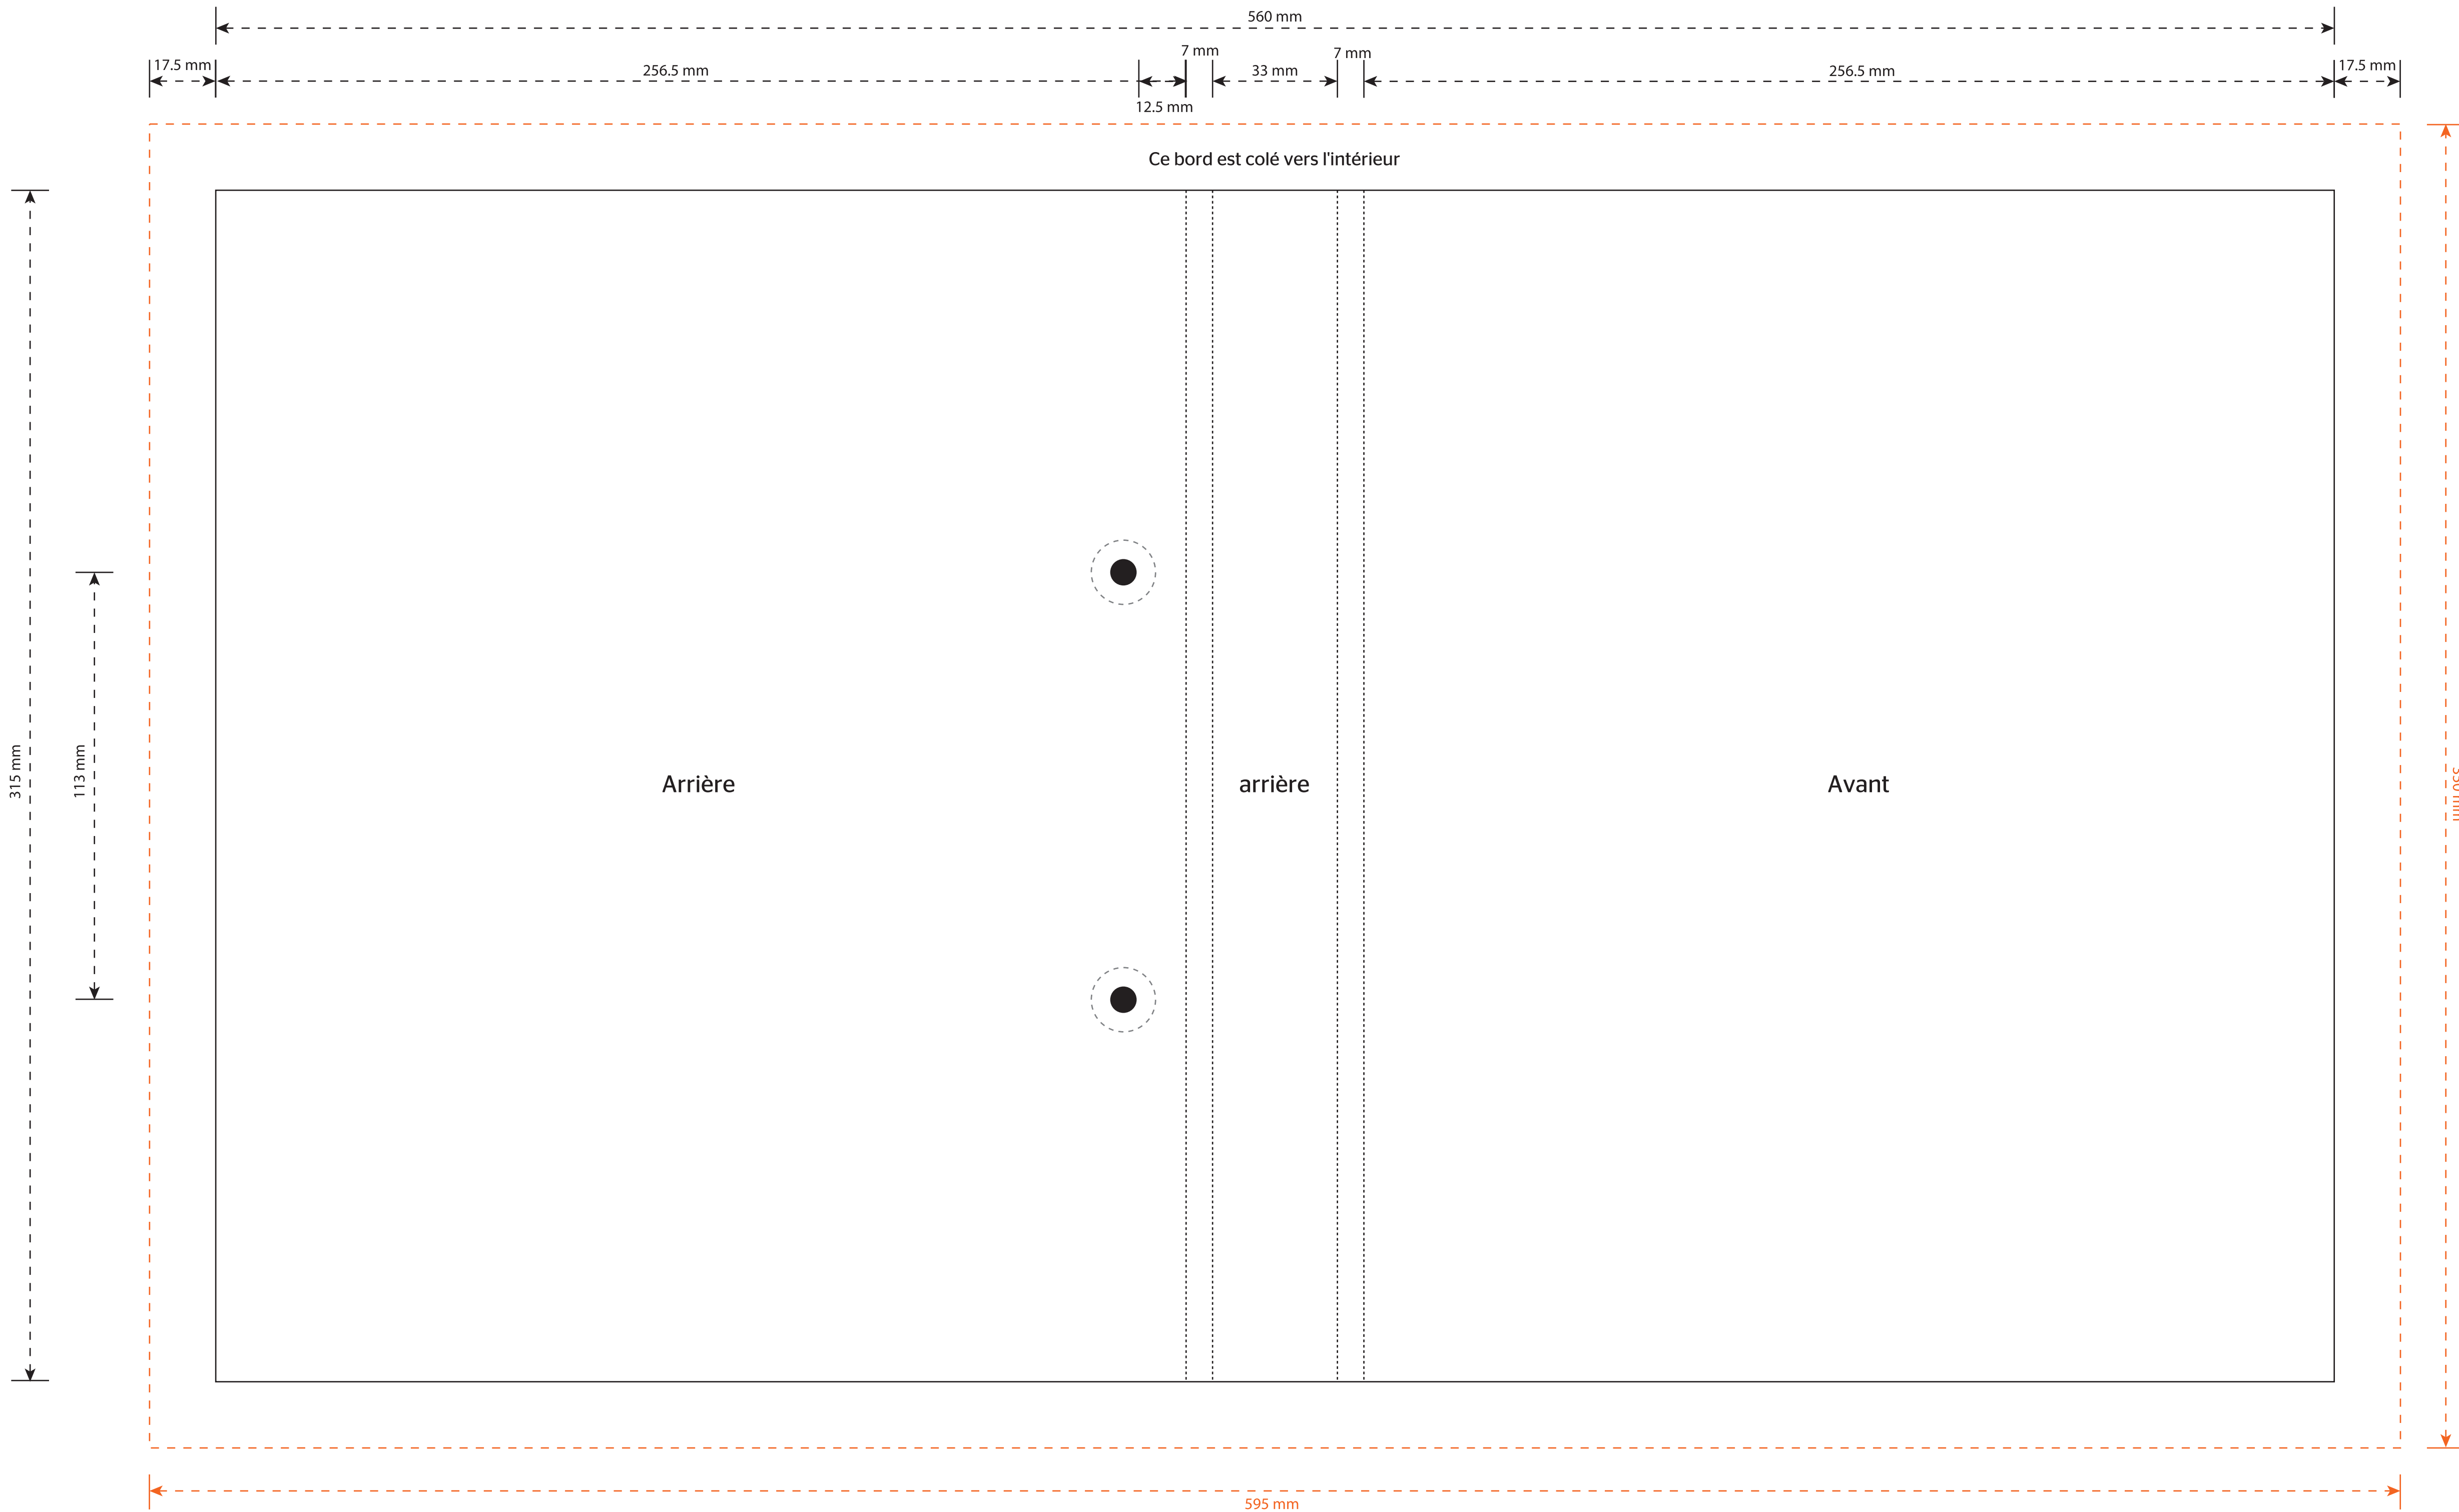 560 mm
7 mm
7 mm
17.5 mm
256.5 mm
33 mm
256.5 mm
17.5 mm
12.5 mm
Ce bord est colé vers l'intérieur
315 mm
113 mm
Arrière
arrière
Avant
595 mm